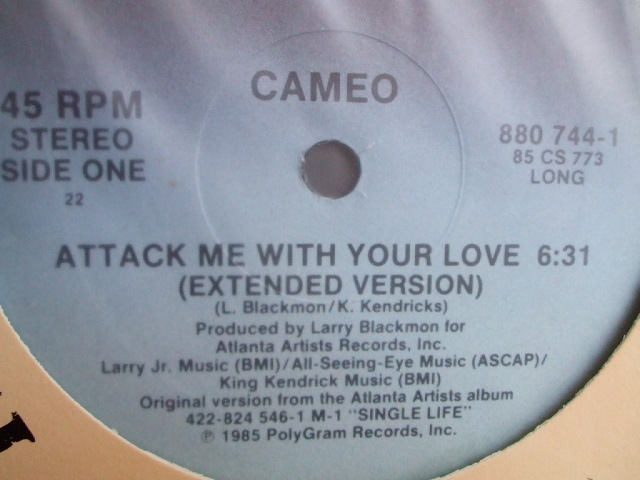 CAMEO
45 RPM
STEREO
SIDE ONE
22
880 744-1
85 CS 773
LONG
ATTACK ME WITH YOUR LOVE 6:31
(EXTENDED VERSION)
(L. Blackmon/K. Kendricks)
Produced by Larry Blackmon for
Atlanta Artists Records, Inc.
Larry Jr. Music (BMI)/All-Seeing-Eye Music (ASCAP)/
King Kendrick Music (BMI)
Original version from the Atlanta Artists album
422-824 546-1 M-1 "SINGLE LIFE"
℗ 1985 PolyGram Records, Inc.